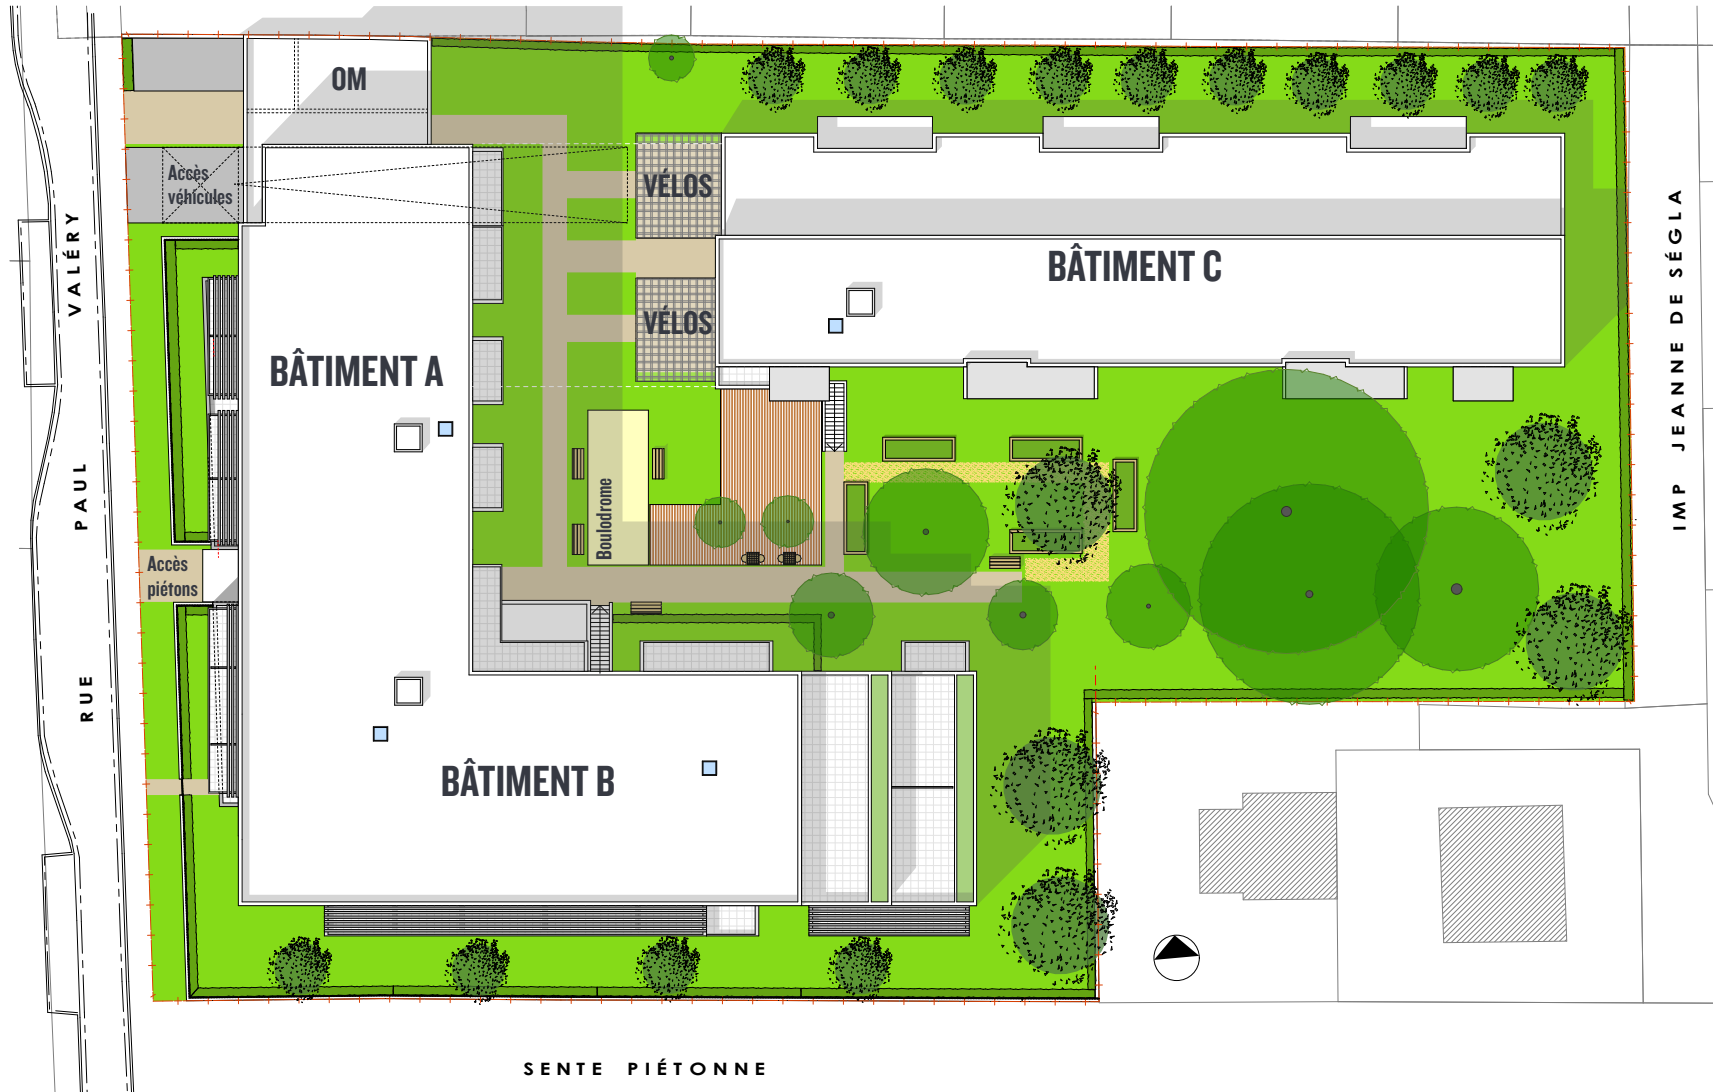 OM
Accès
véhicules
VÉLOS
BÂTIMENT C
VÉLOS
BÂTIMENT A
Boulodrome
Accès
piétons
BÂTIMENT B
RUE PAUL VALÉRY
IMP JEANNE DE SÉGLA
SENTE PIÉTONNE